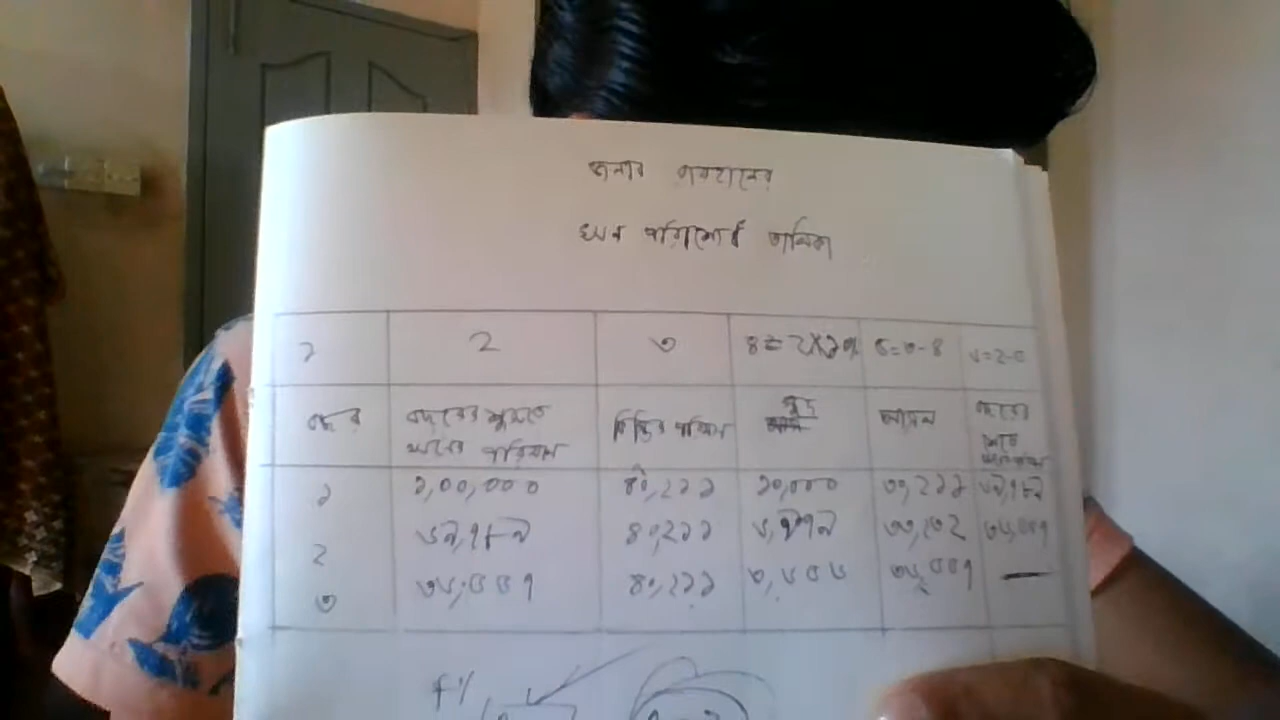 জনাব রায়হানের
ঋণ পরিশোধ তালিকা
১ ২ ৩ ৪=২×১০% ৫=৩-৪ ৬=২-৫
বছর বছরের শুরুতে ঋণের পরিমাণ কিস্তির পরিমাণ সুদ আসল বছরের শেষে
১ ১,০০,০০০ ৪০,২১১ ১০,০০০ ৩০,২১১ ৬৯,৭৮৯
২ ৬৯,৭৮৯ ৪০,২১১ ৬,৯৭৯ ৩৩,২৩২ ৩৬,৫৫৭
৩ ৩৬,৫৫৭ ৪০,২১১ ৩,৬৫৬ ৩৬,৫৫৭ —